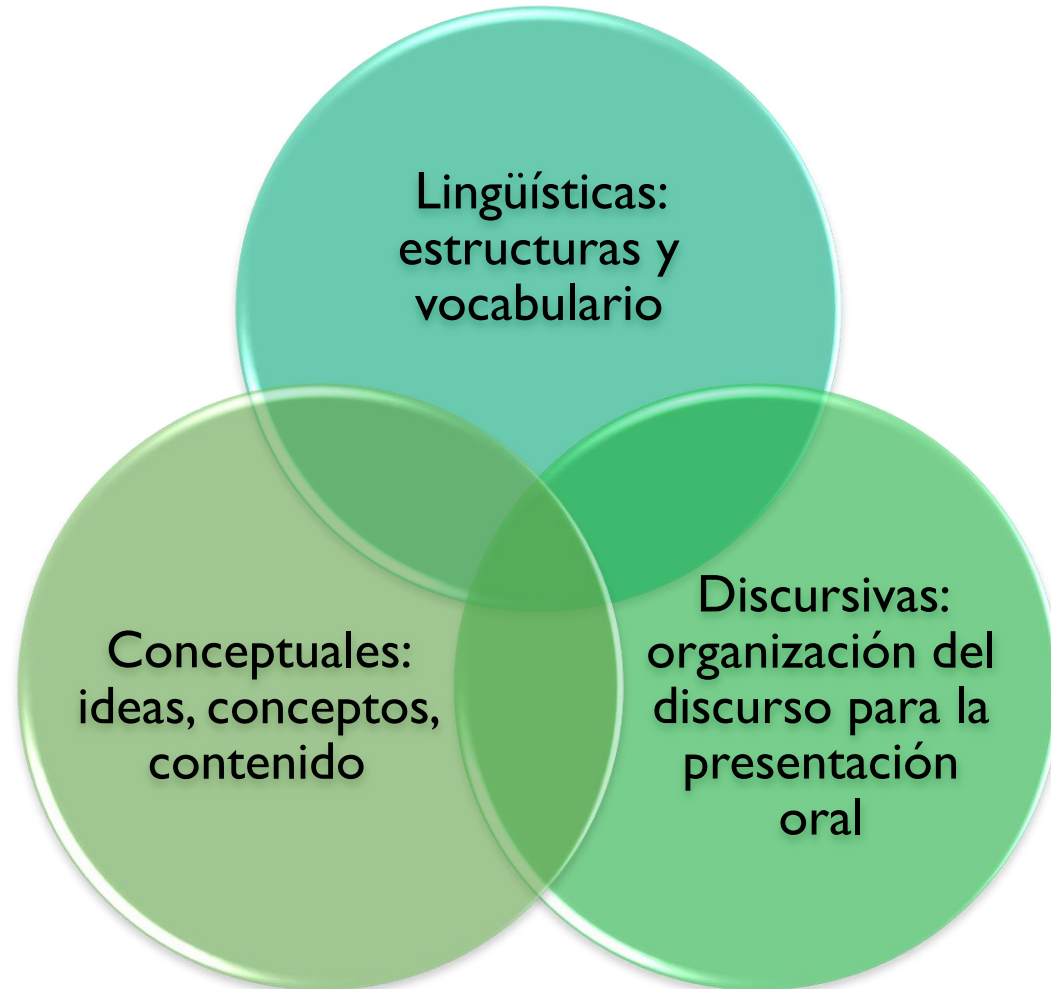 Lingüísticas:
estructuras y
vocabulario
Conceptuales:
ideas, conceptos,
contenido
Discursivas:
organización del
discurso para la
presentación
oral